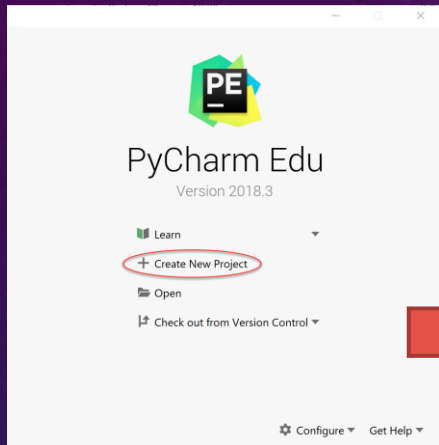 PE
PyCharm Edu
Version 2018.3
Learn
Create New Project
Open
Check out from Version Control
Configure Get Help